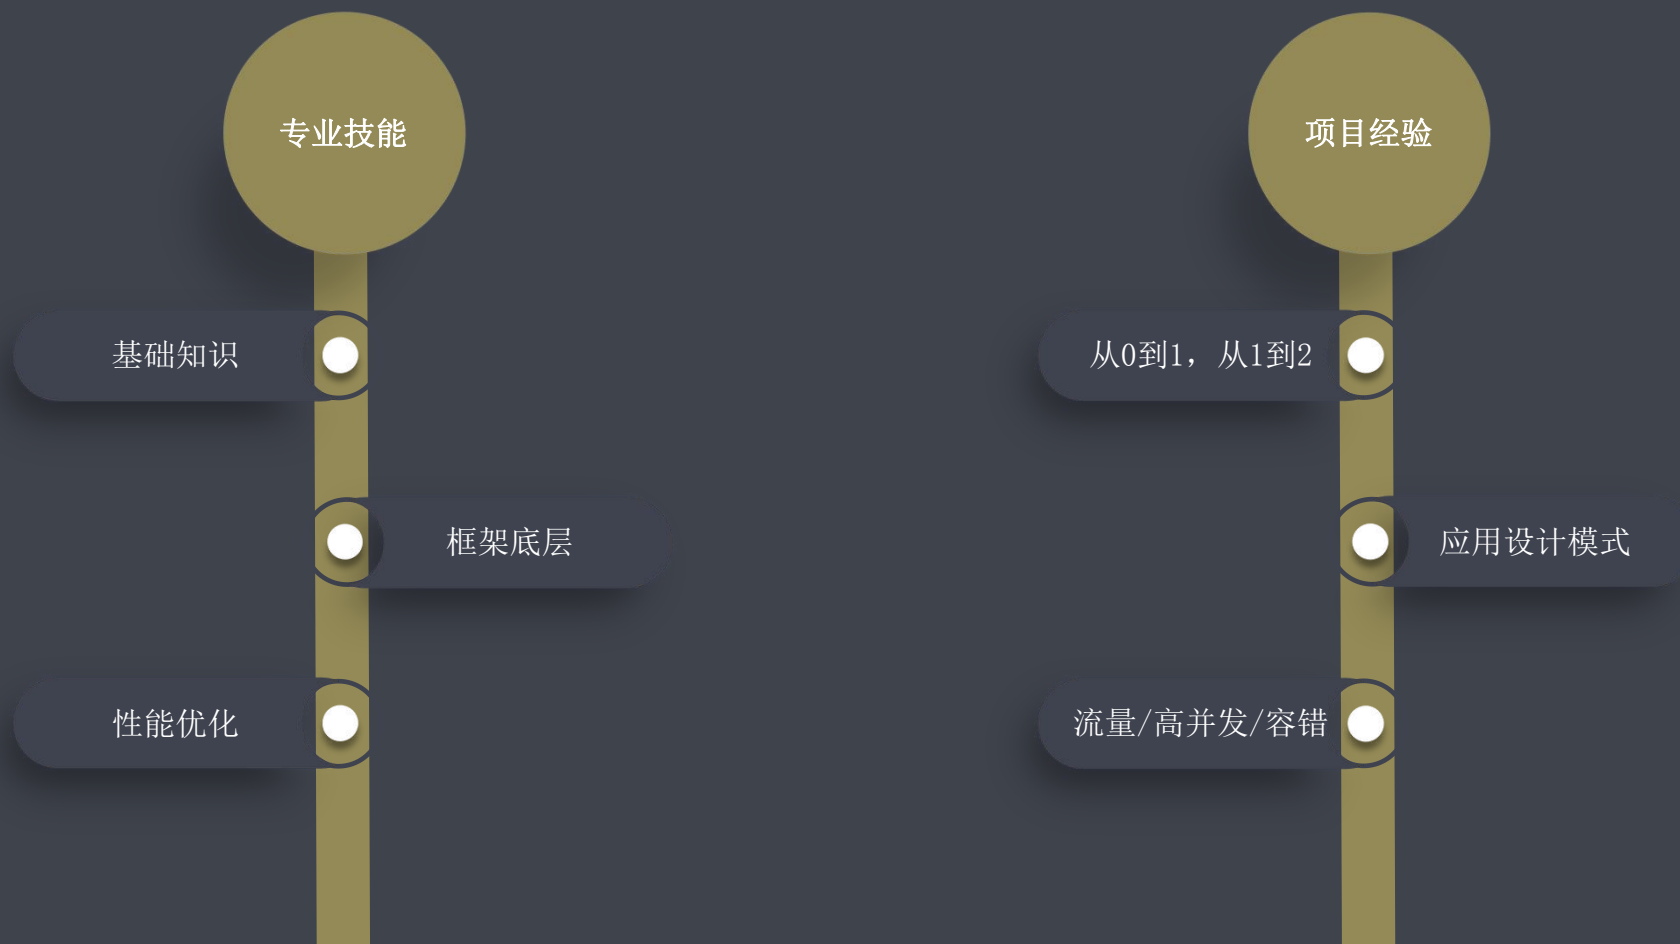 专业技能
基础知识
框架底层
性能优化
项目经验
从0到1，从1到2
应用设计模式
流量/高并发/容错